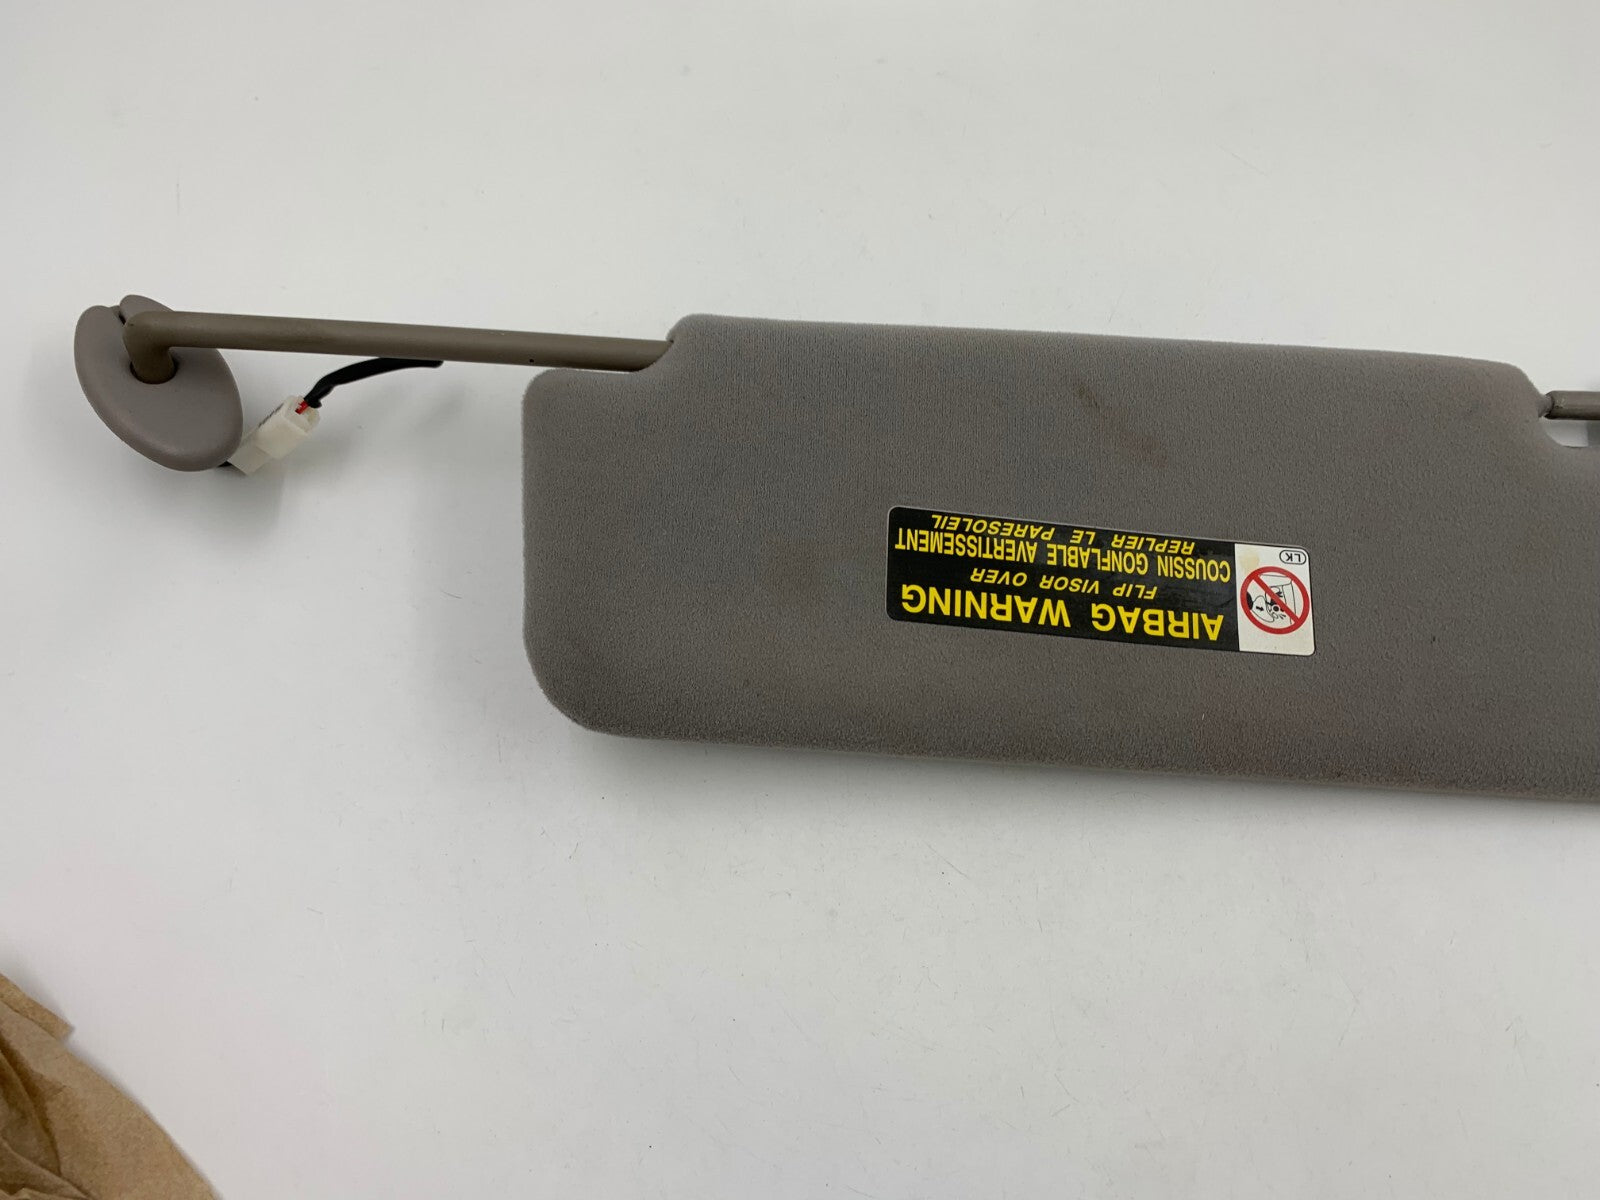 AIRBAG WARNING
FLIP VISOR OVER
COUSSIN GONFLABLE AVERTISSEMENT
REPLIER LE PARESOLEIL
LK